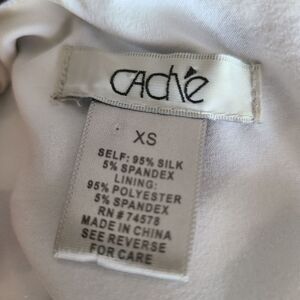 CACHÉ
XS
SELF: 95% SILK
5% SPANDEX
LINING:
95% POLYESTER
5% SPANDEX
RN # 74578
MADE IN CHINA
SEE REVERSE
FOR CARE